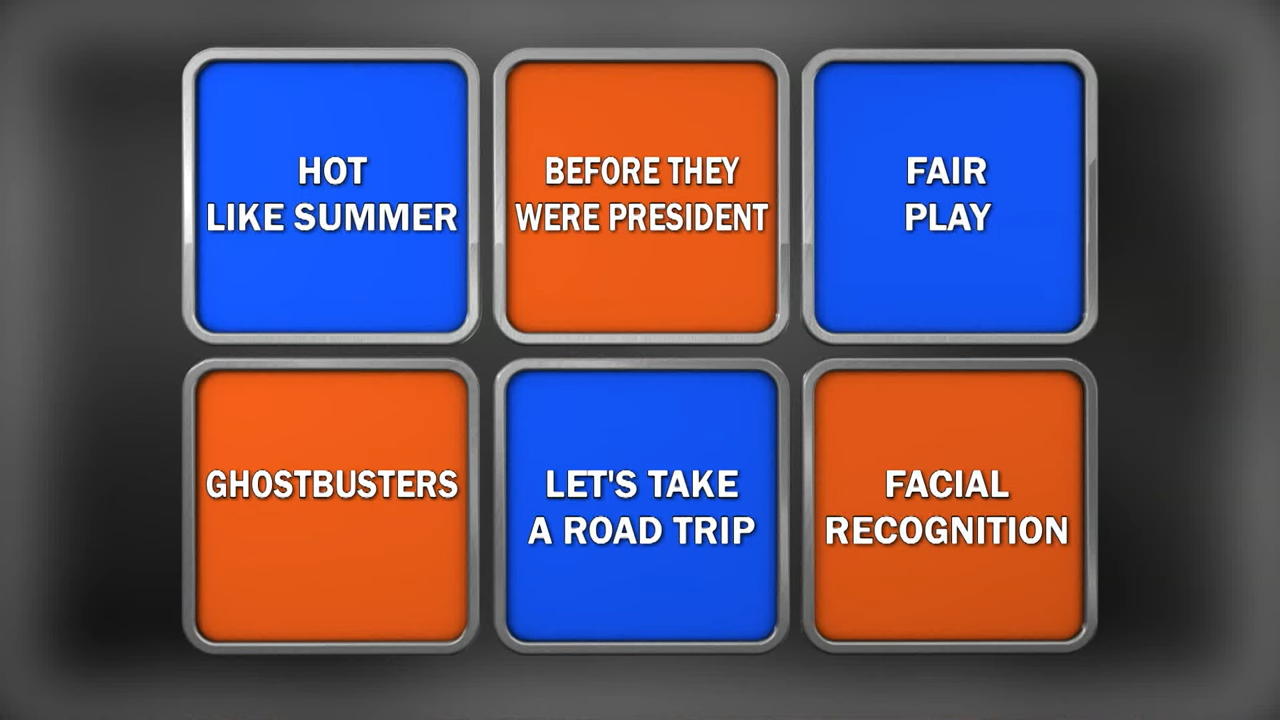 HOT
LIKE SUMMER
BEFORE THEY
WERE PRESIDENT
FAIR
PLAY
GHOSTBUSTERS
LET'S TAKE
A ROAD TRIP
FACIAL
RECOGNITION